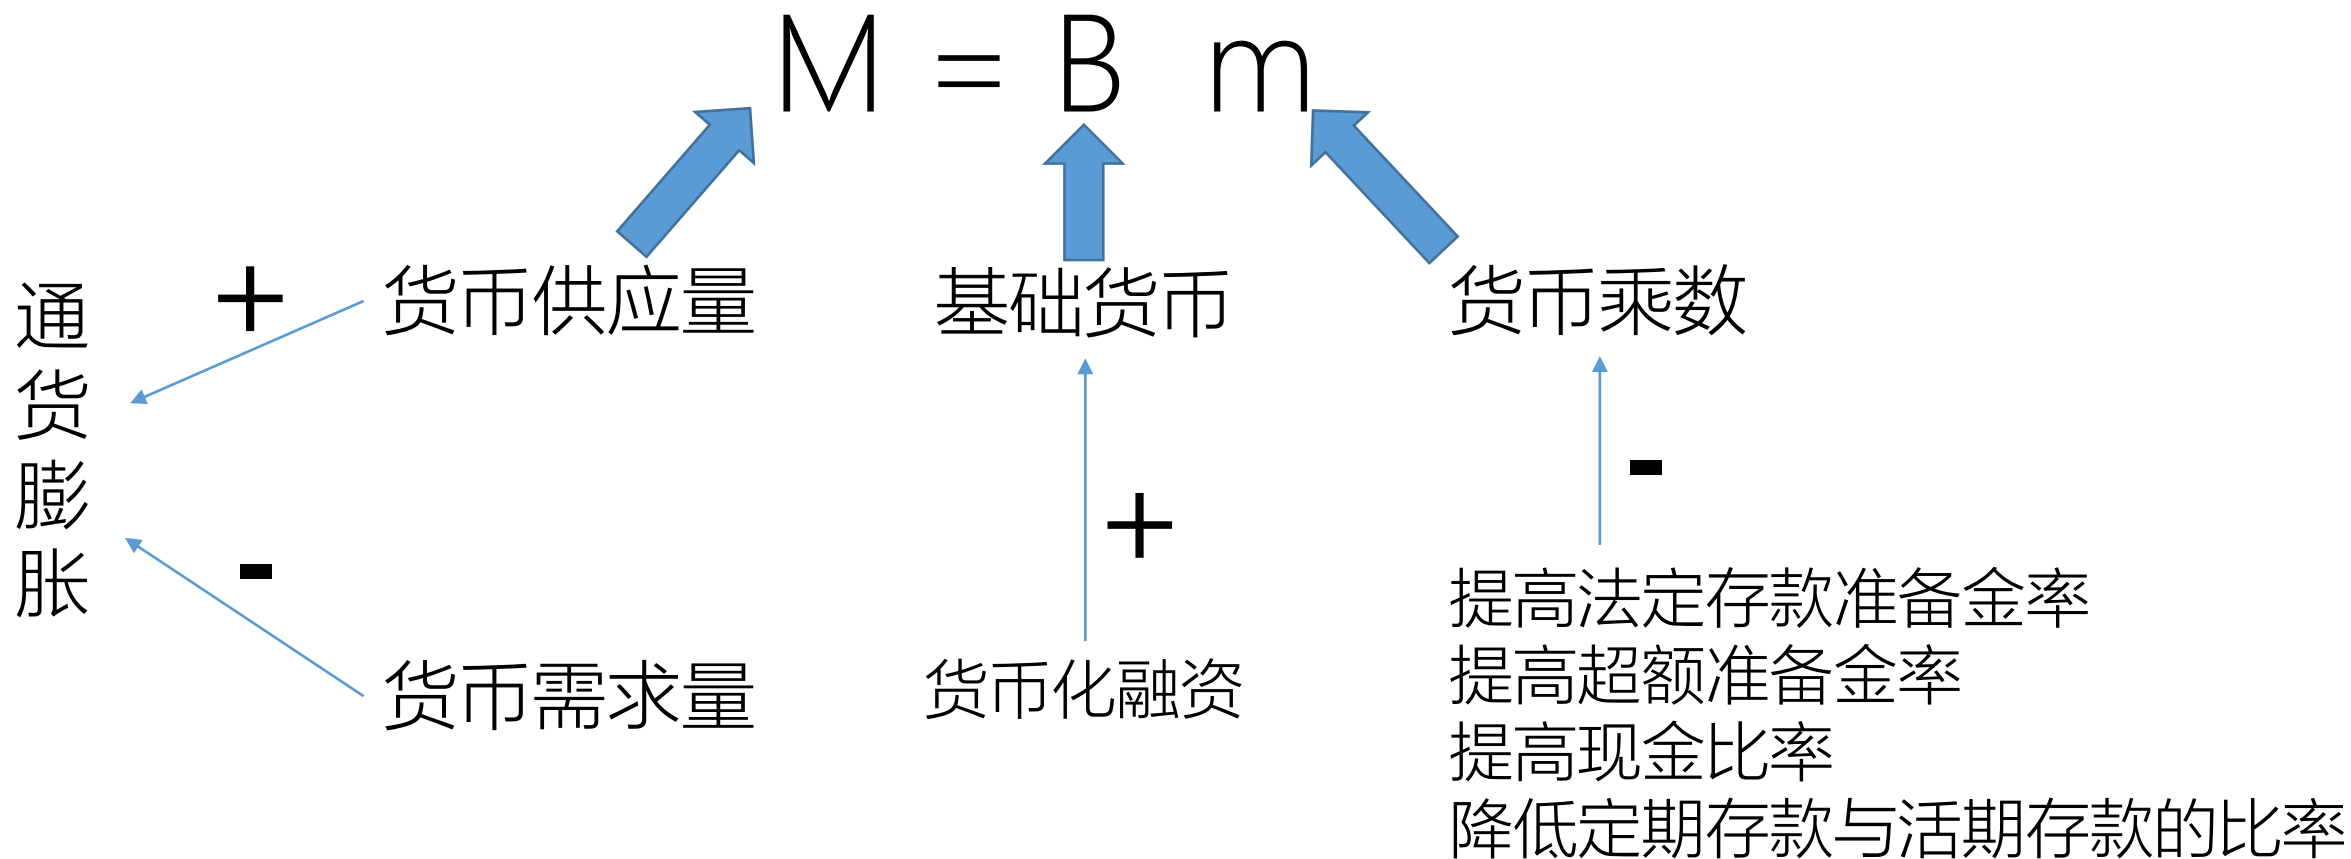 M = B m
通货膨胀
+
货币供应量
基础货币
货币乘数
-
+
-
货币需求量
货币化融资
提高法定存款准备金率
提高超额准备金率
提高现金比率
降低定期存款与活期存款的比率